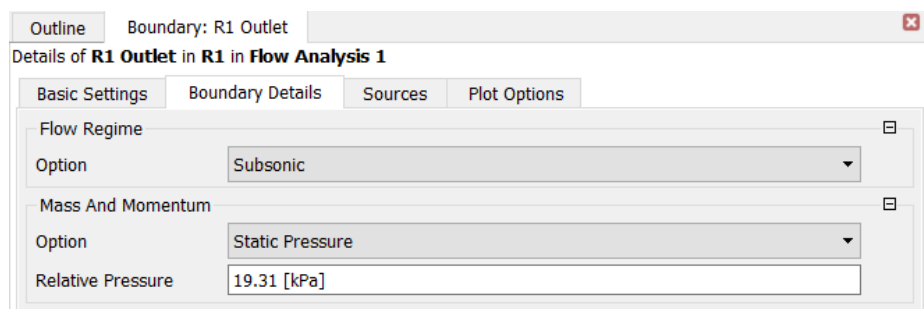 Outline Boundary: R1 Outlet
Details of R1 Outlet in R1 in Flow Analysis 1
Basic Settings Boundary Details Sources Plot Options
Flow Regime
Option Subsonic
Mass And Momentum
Option Static Pressure
Relative Pressure 19.31 [kPa]